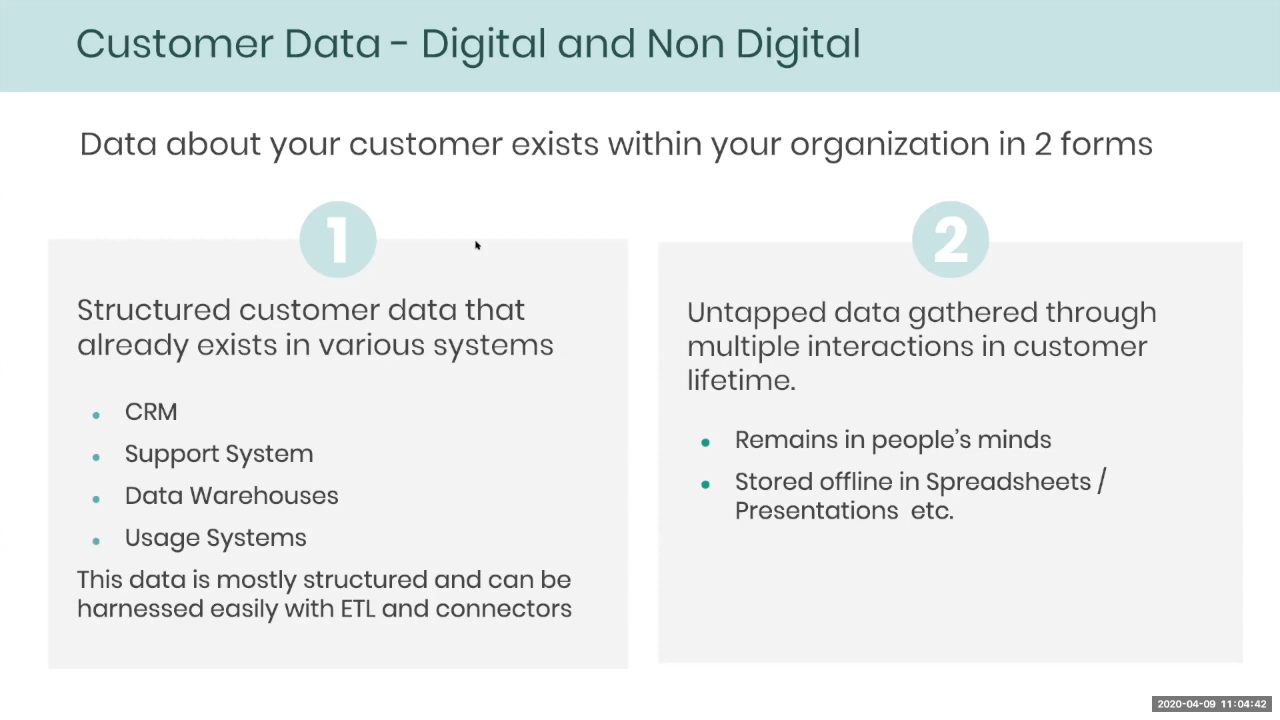 Customer Data - Digital and Non Digital
Data about your customer exists within your organization in 2 forms
1
Structured customer data that
already exists in various systems
• CRM
• Support System
• Data Warehouses
• Usage Systems
This data is mostly structured and can be
harnessed easily with ETL and connectors
2
Untapped data gathered through
multiple interactions in customer
lifetime.
• Remains in people’s minds
• Stored offline in Spreadsheets /
Presentations etc.
2020-04-09 11:04:42